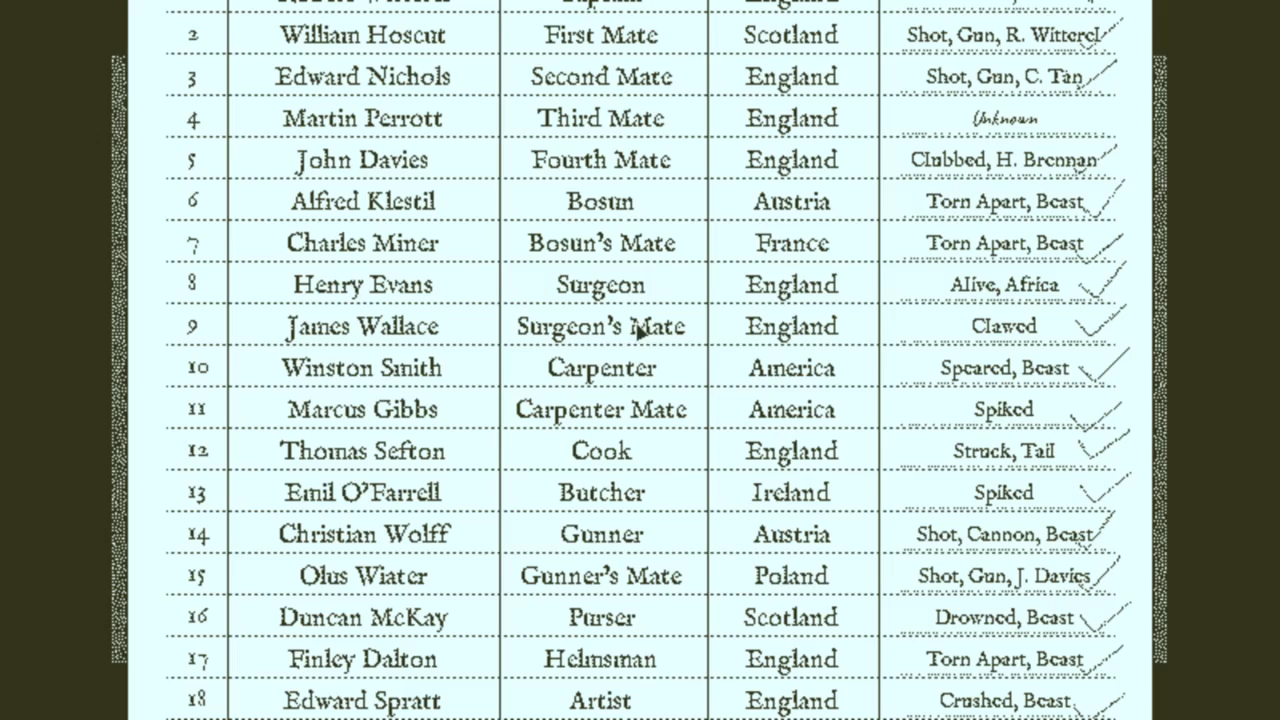 2 William Hoscut First Mate Scotland Shot, Gun, R. Witterel
3 Edward Nichols Second Mate England Shot, Gun, C. Tan
4 Martin Perrott Third Mate England Unknown
5 John Davies Fourth Mate England Clubbed, H. Brennan
6 Alfred Klestil Bosun Austria Torn Apart, Beast
7 Charles Miner Bosun's Mate France Torn Apart, Beast
8 Henry Evans Surgeon England Alive, Africa
9 James Wallace Surgeon's Mate England Clawed
10 Winston Smith Carpenter America Speared, Beast
11 Marcus Gibbs Carpenter Mate America Spiked
12 Thomas Sefton Cook England Struck, Tail
13 Emil O'Farrell Butcher Ireland Spiked
14 Christian Wolff Gunner Austria Shot, Cannon, Beast
15 Olus Wiater Gunner's Mate Poland Shot, Gun, J. Davies
16 Duncan McKay Purser Scotland Drowned, Beast
17 Finley Dalton Helmsman England Torn Apart, Beast
18 Edward Spratt Artist England Crushed, Beast